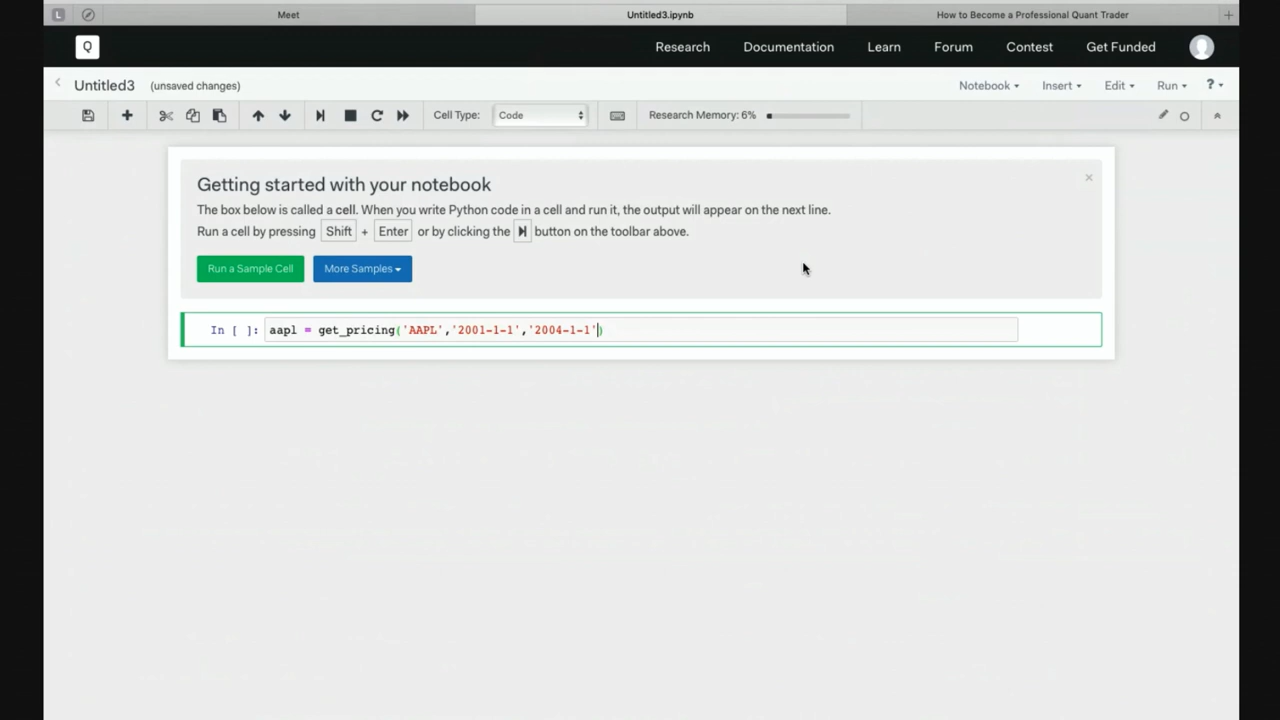 L Meet Untitled3.ipynb How to Become a Professional Quant Trader
Q Research Documentation Learn Forum Contest Get Funded
Untitled3 (unsaved changes) Notebook Insert Edit Run ?
Cell Type: Code Research Memory: 6%
Getting started with your notebook
The box below is called a cell. When you write Python code in a cell and run it, the output will appear on the next line.
Run a cell by pressing Shift + Enter or by clicking the button on the toolbar above.
Run a Sample Cell More Samples
In [ ]: aapl = get_pricing('AAPL','2001-1-1','2004-1-1')